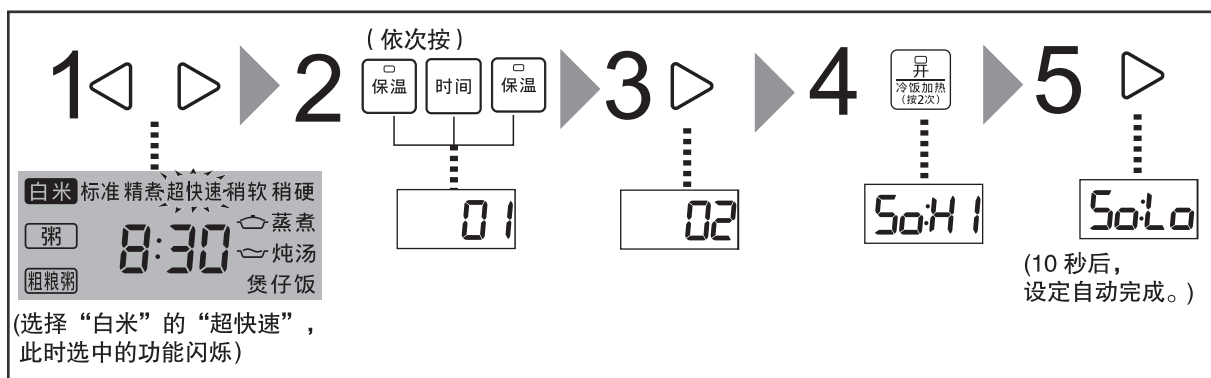 1
白米 标准 精煮 超快速 稍软 稍硬
粥 8:30 蒸煮
炖汤
粗粮粥 煲仔饭
(选择“白米”的“超快速”，
此时选中的功能闪烁)
2
(依次按)
保温 时间 保温
01
3
02
4
开
冷饭加热
(按2次)
So:HI
5
So:Lo
(10 秒后，
设定自动完成。)